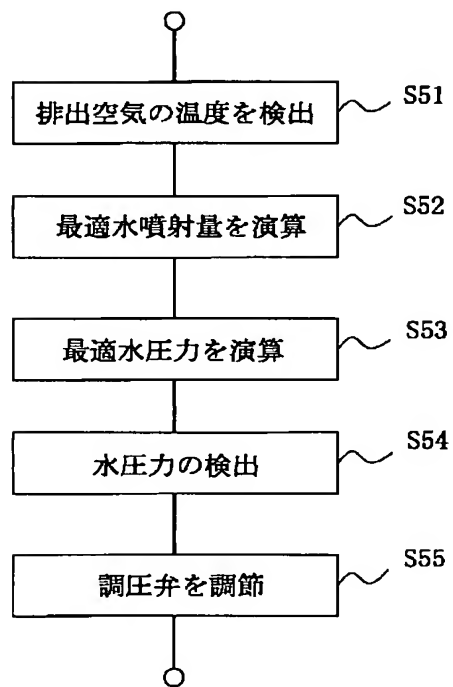 排出空気の温度を検出
S51
最適水噴射量を演算
S52
最適水圧力を演算
S53
水圧力の検出
S54
調圧弁を調節
S55